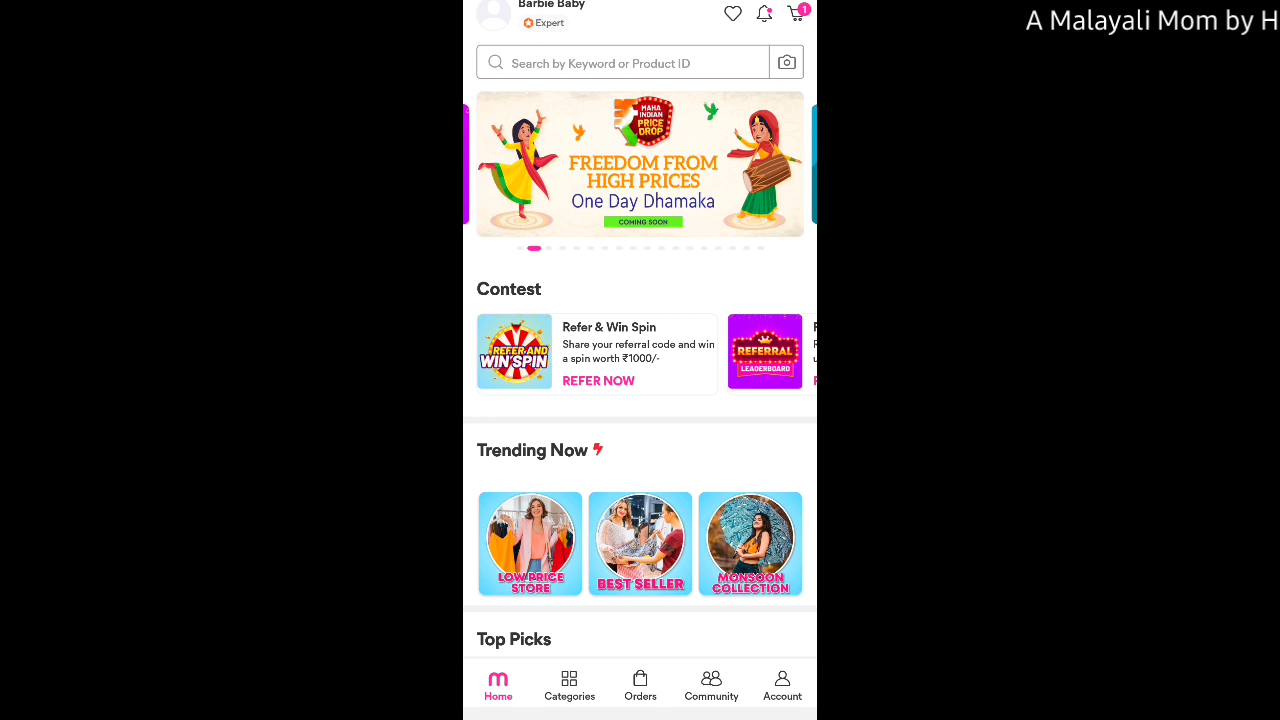 Barbie Baby
Expert
1
A Malayali Mom by H
Search by Keyword or Product ID
MAHA
INDIAN
PRICE
DROP
FREEDOM FROM
HIGH PRICES
One Day Dhamaka
COMING SOON
Contest
REFER AND
WIN SPIN
Refer & Win Spin
Share your referral code and win
a spin worth ₹1000/-
REFER NOW
REFERRAL
LEADERBOARD
Trending Now
LOW PRICE
STORE
BEST SELLER
MONSOON
COLLECTION
Top Picks
Home
Categories
Orders
Community
Account